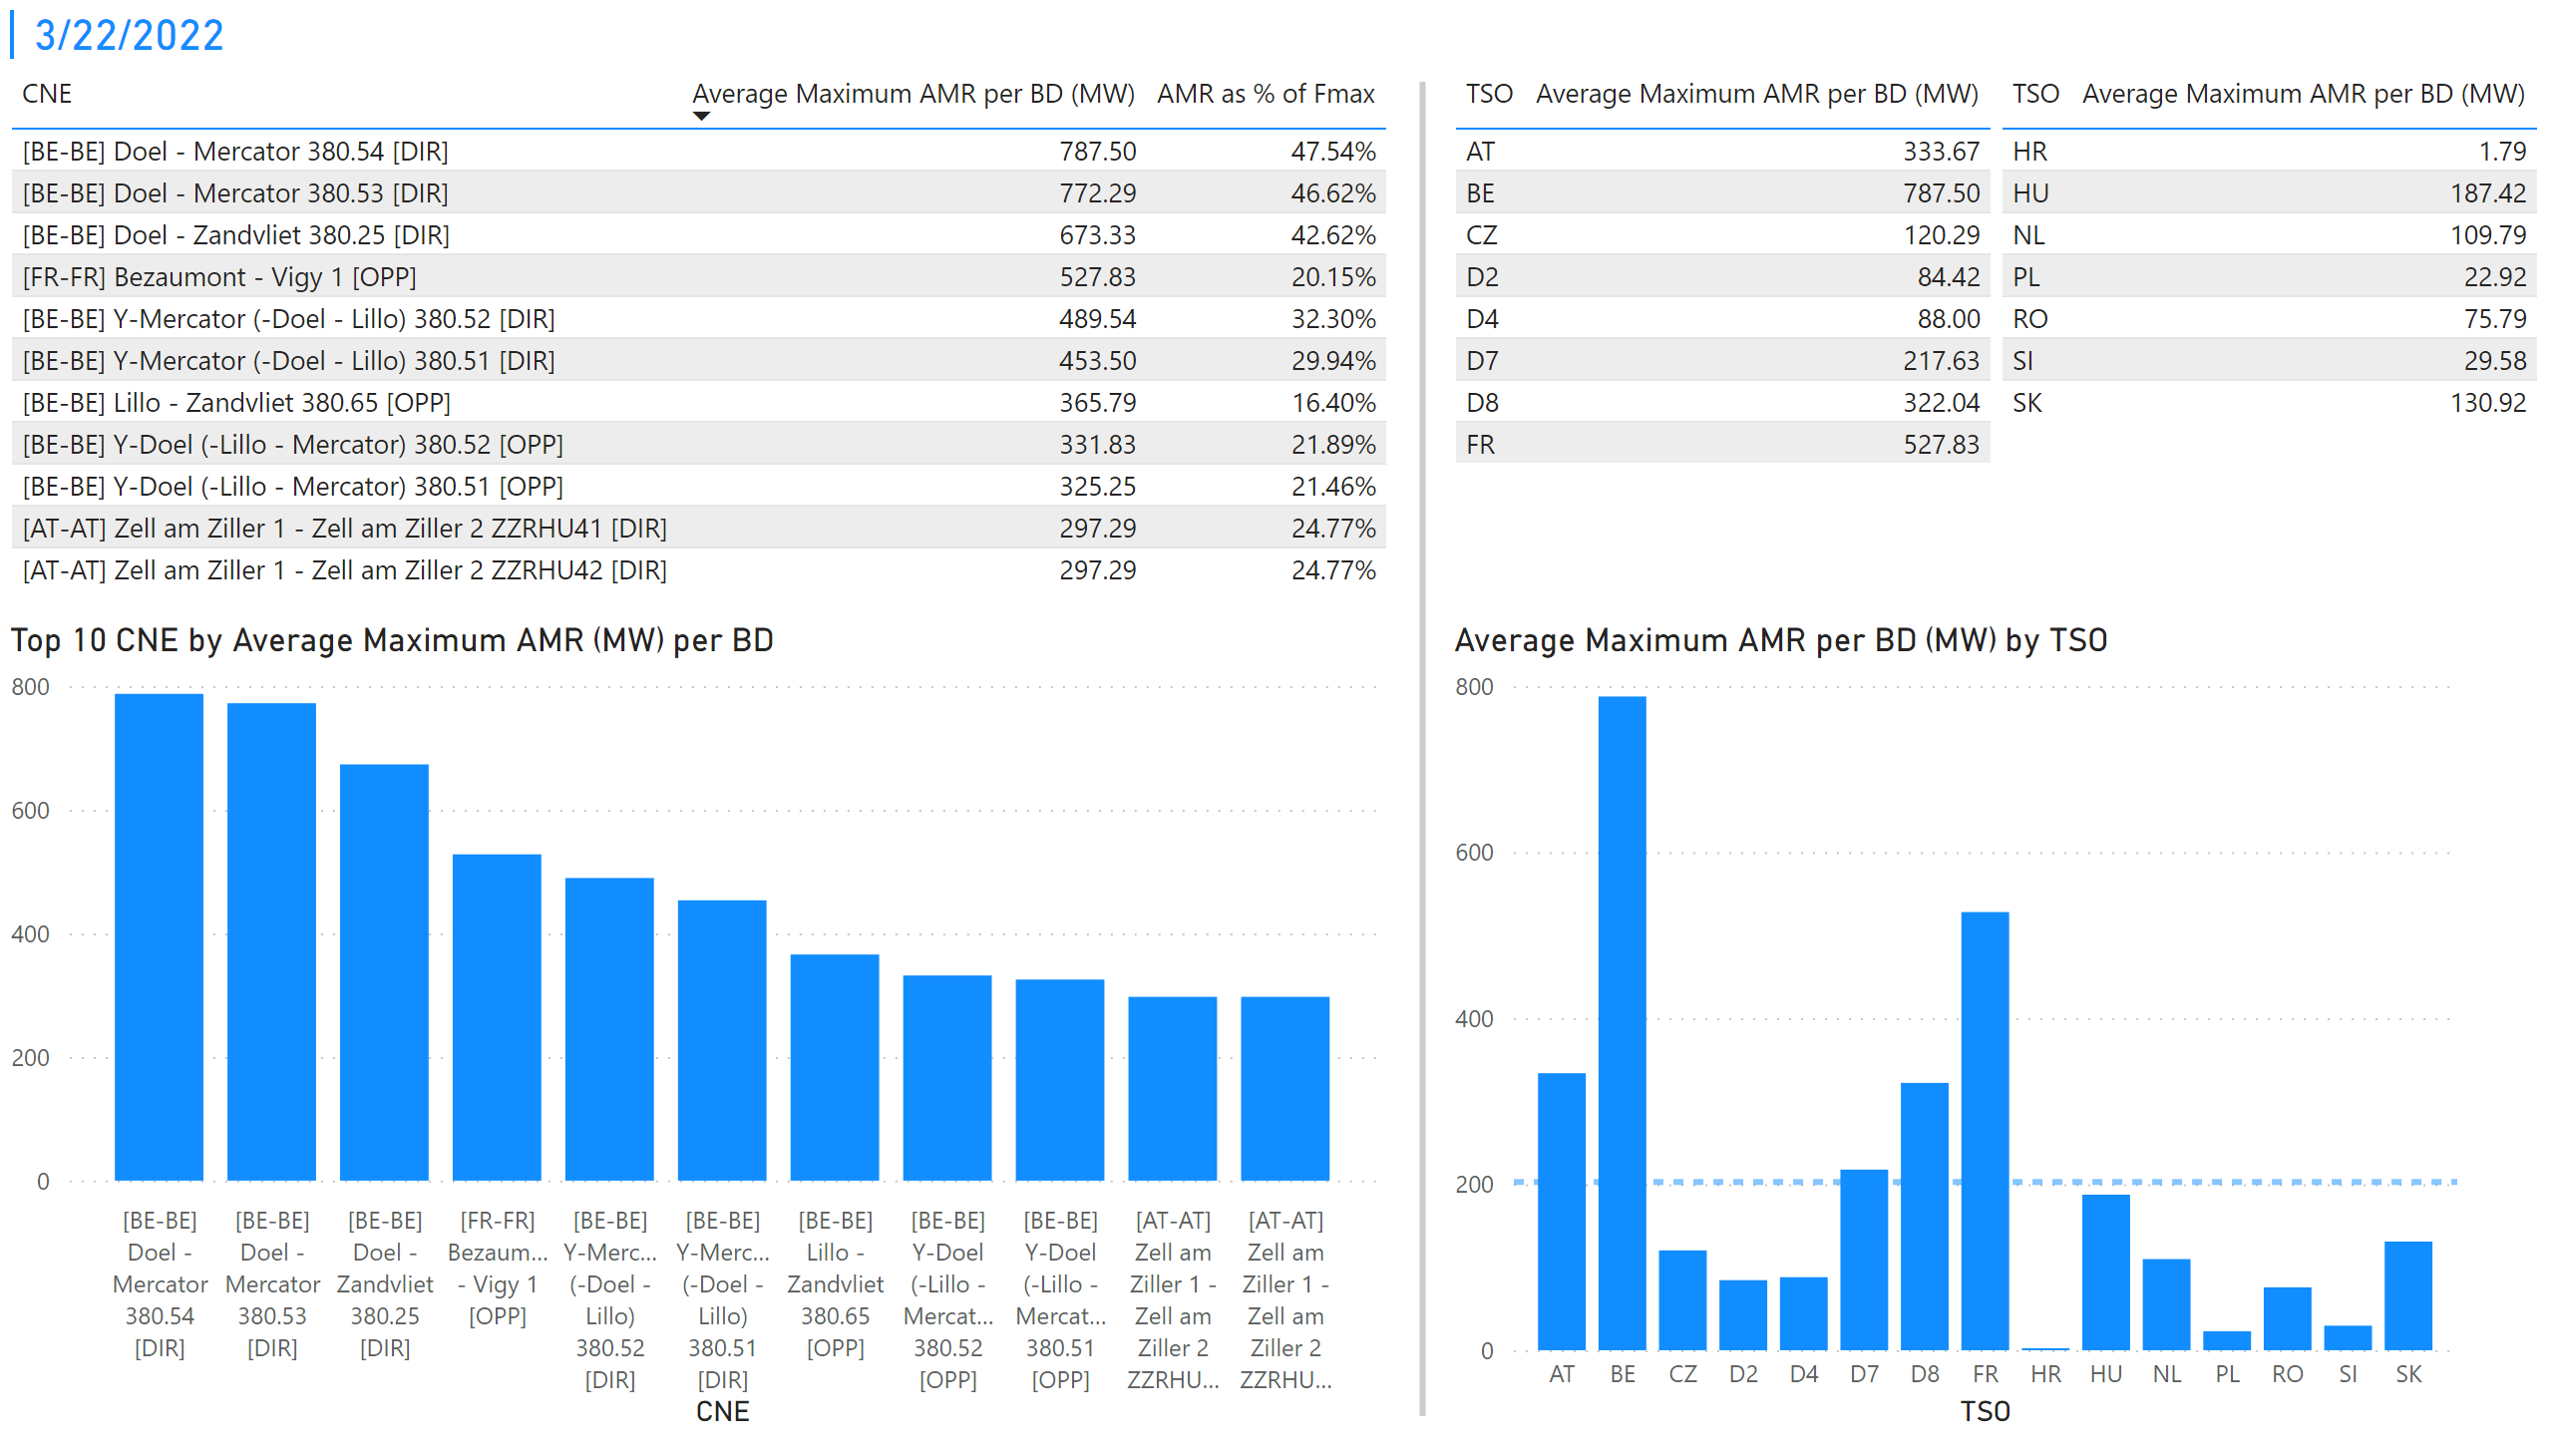 3/22/2022
CNE Average Maximum AMR per BD (MW) AMR as % of Fmax
[BE-BE] Doel - Mercator 380.54 [DIR] 787.50 47.54%
[BE-BE] Doel - Mercator 380.53 [DIR] 772.29 46.62%
[BE-BE] Doel - Zandvliet 380.25 [DIR] 673.33 42.62%
[FR-FR] Bezaumont - Vigy 1 [OPP] 527.83 20.15%
[BE-BE] Y-Mercator (-Doel - Lillo) 380.52 [DIR] 489.54 32.30%
[BE-BE] Y-Mercator (-Doel - Lillo) 380.51 [DIR] 453.50 29.94%
[BE-BE] Lillo - Zandvliet 380.65 [OPP] 365.79 16.40%
[BE-BE] Y-Doel (-Lillo - Mercator) 380.52 [OPP] 331.83 21.89%
[BE-BE] Y-Doel (-Lillo - Mercator) 380.51 [OPP] 325.25 21.46%
[AT-AT] Zell am Ziller 1 - Zell am Ziller 2 ZZRHU41 [DIR] 297.29 24.77%
[AT-AT] Zell am Ziller 1 - Zell am Ziller 2 ZZRHU42 [DIR] 297.29 24.77%
TSO Average Maximum AMR per BD (MW)
AT 333.67
BE 787.50
CZ 120.29
D2 84.42
D4 88.00
D7 217.63
D8 322.04
FR 527.83
TSO Average Maximum AMR per BD (MW)
HR 1.79
HU 187.42
NL 109.79
PL 22.92
RO 75.79
SI 29.58
SK 130.92
Top 10 CNE by Average Maximum AMR (MW) per BD
800
600
400
200
0
[BE-BE]
Doel -
Mercator
380.54
[DIR]
[BE-BE]
Doel -
Mercator
380.53
[DIR]
[BE-BE]
Doel -
Zandvliet
380.25
[DIR]
[FR-FR]
Bezaum...
- Vigy 1
[OPP]
[BE-BE]
Y-Merc...
(-Doel -
Lillo)
380.52
[DIR]
[BE-BE]
Y-Merc...
(-Doel -
Lillo)
380.51
[DIR]
[BE-BE]
Lillo -
Zandvliet
380.65
[OPP]
[BE-BE]
Y-Doel
(-Lillo -
Mercat...
380.52
[OPP]
[BE-BE]
Y-Doel
(-Lillo -
Mercat...
380.51
[OPP]
[AT-AT]
Zell am
Ziller 1 -
Zell am
Ziller 2
ZZRHU...
[AT-AT]
Zell am
Ziller 1 -
Zell am
Ziller 2
ZZRHU...
CNE
Average Maximum AMR per BD (MW) by TSO
800
600
400
200
0
AT BE CZ D2 D4 D7 D8 FR HR HU NL PL RO SI SK
TSO